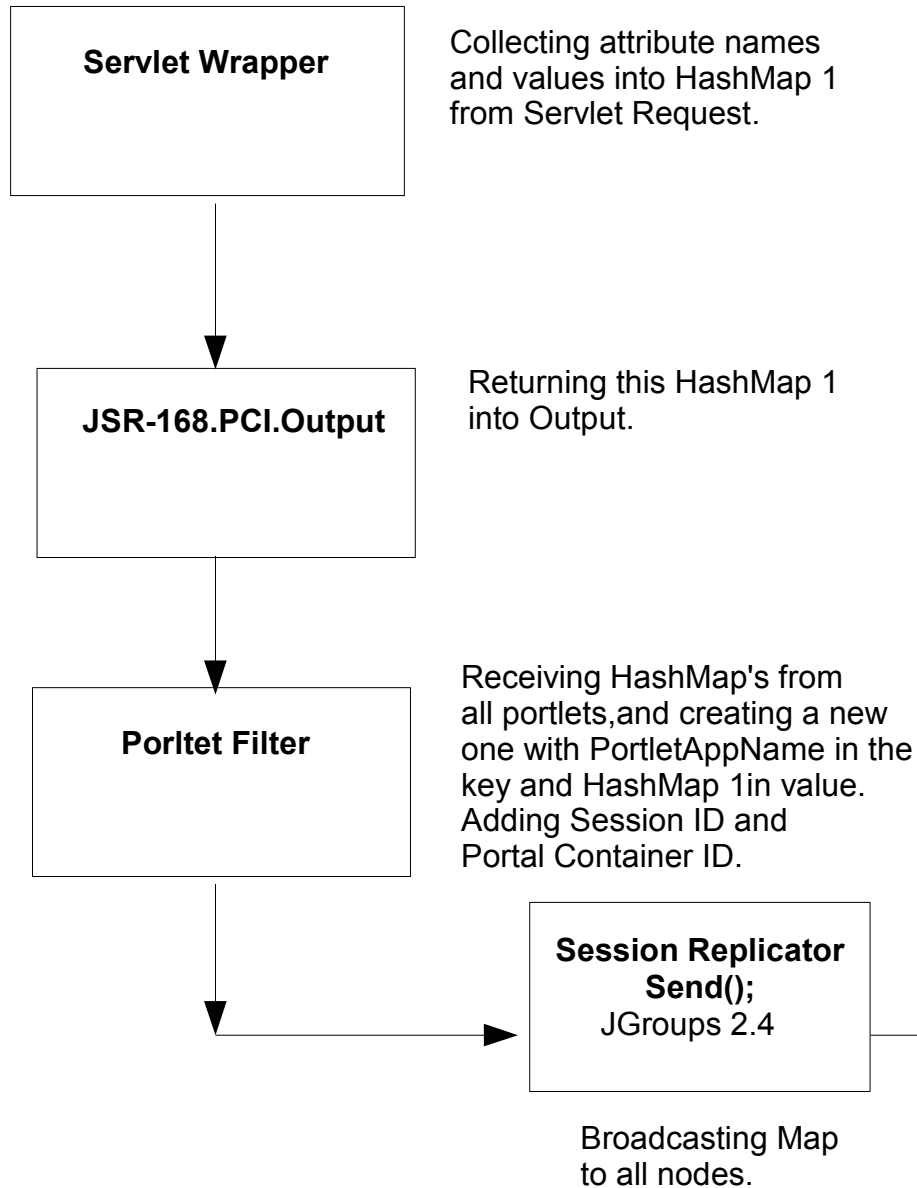 Servlet Wrapper
Collecting attribute names
and values into HashMap 1
from Servlet Request.
JSR-168.PCI.Output
Returning this HashMap 1
into Output.
Porltet Filter
Receiving HashMap's from
all portlets,and creating a new
one with PortletAppName in the
key and HashMap 1in value.
Adding Session ID and
Portal Container ID.
Session Replicator
Send();
JGroups 2.4
Broadcasting Map
to all nodes.